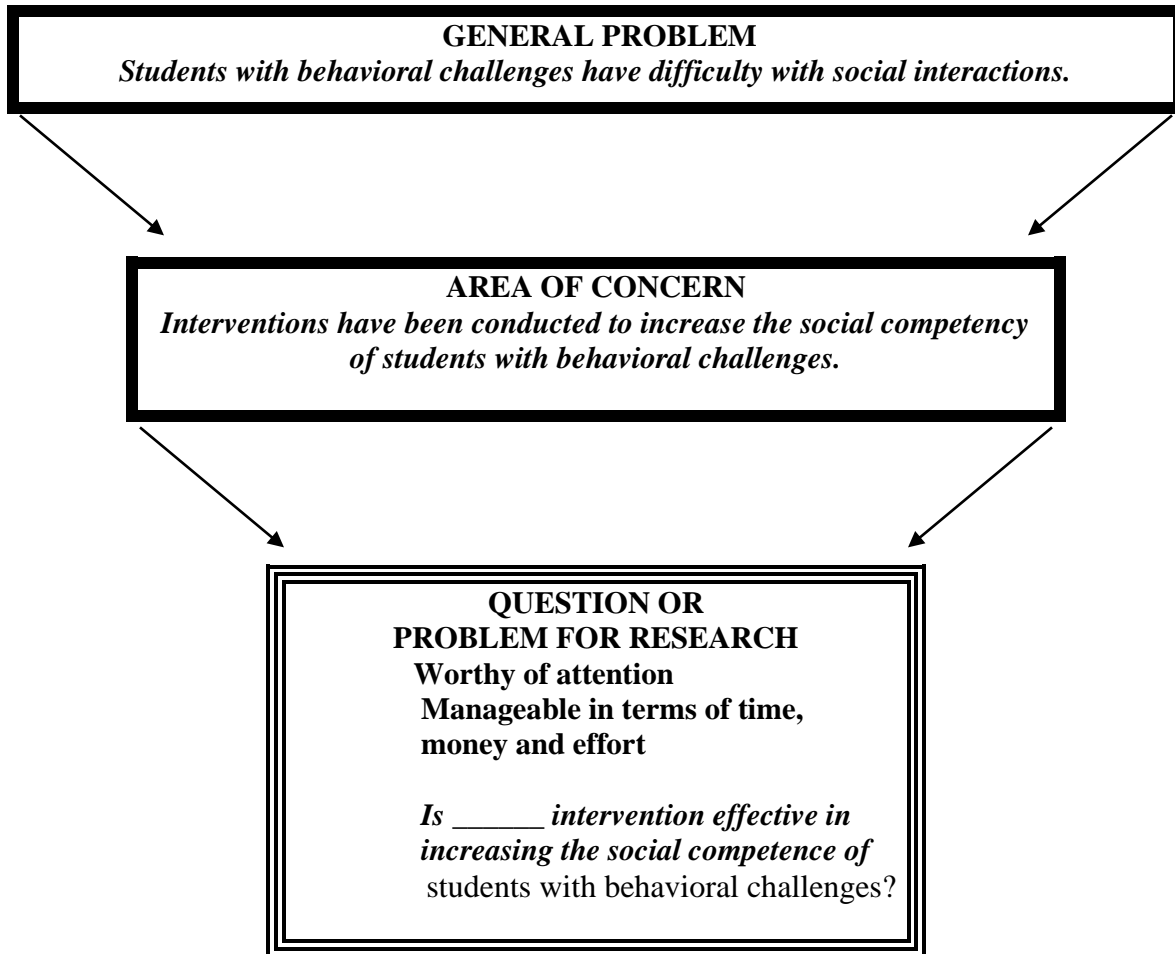 GENERAL PROBLEM
Students with behavioral challenges have difficulty with social interactions.
AREA OF CONCERN
Interventions have been conducted to increase the social competency
of students with behavioral challenges.
QUESTION OR
PROBLEM FOR RESEARCH
Worthy of attention
Manageable in terms of time,
money and effort
Is ______ intervention effective in
increasing the social competence of
students with behavioral challenges?